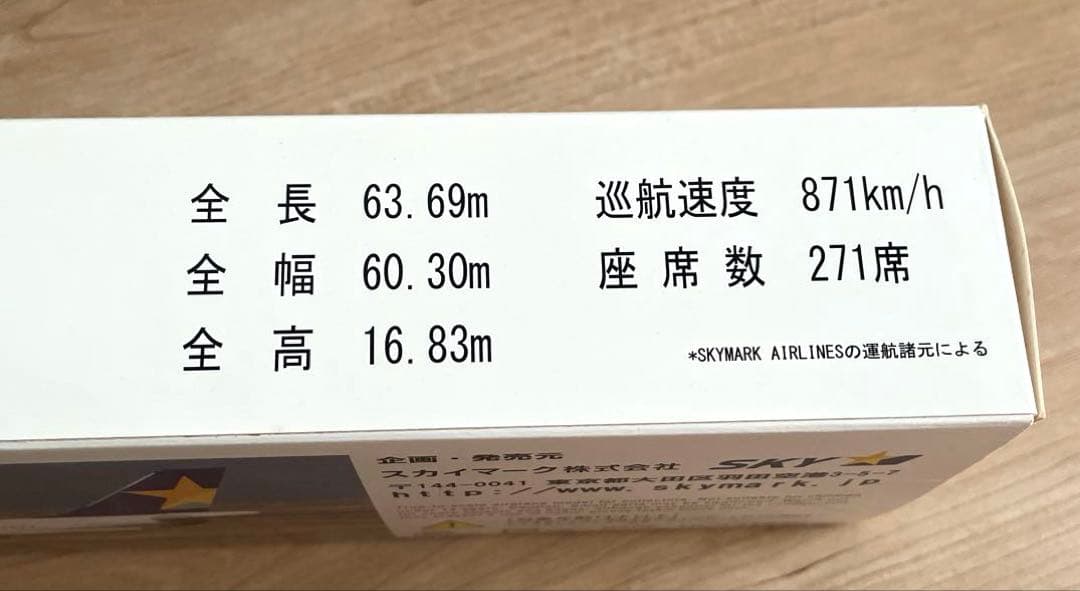 全 長 63.69m 巡航速度 871km/h
全 幅 60.30m 座 席 数 271席
全 高 16.83m
*SKYMARK AIRLINESの運航諸元による
企画・発売元
スカイマーク株式会社 SKY
〒144-0041 東京都大田区羽田空港3-5-7
http://www.skymark.jp